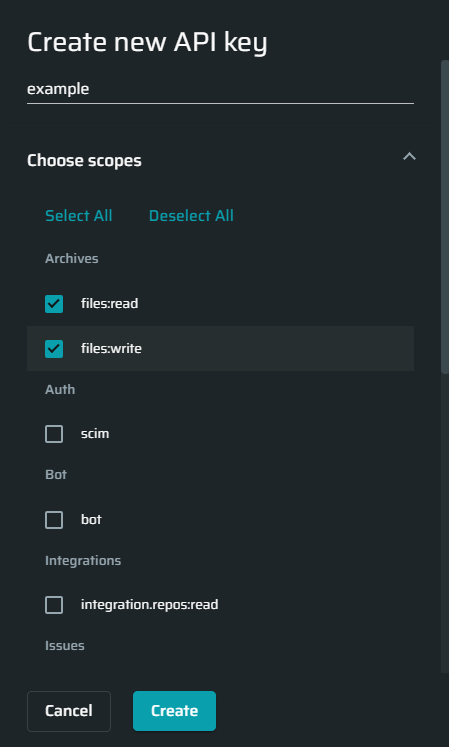 Create new API key
example
Choose scopes
Select All Deselect All
Archives
files:read
files:write
Auth
scim
Bot
bot
Integrations
integration.repos:read
Issues
Cancel Create